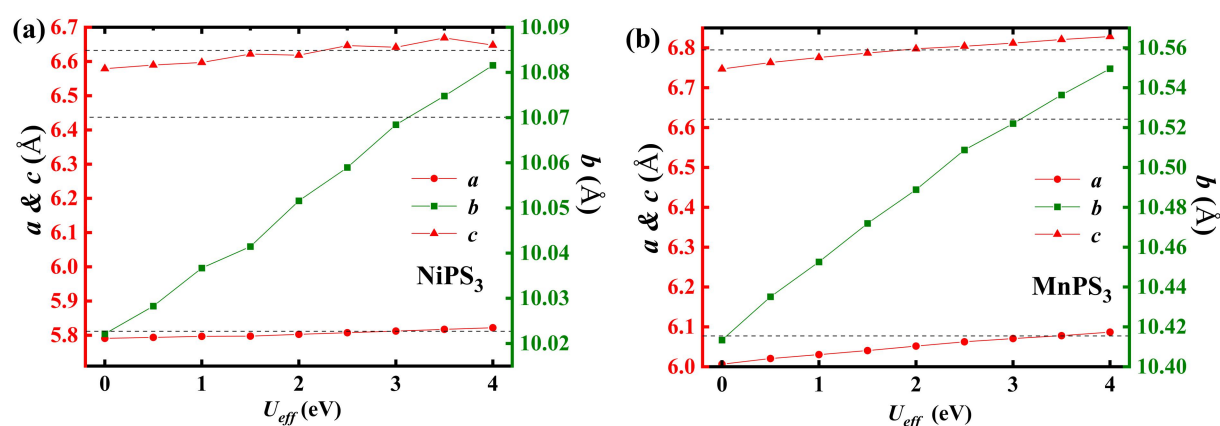 (a)
6.7
6.6
6.5
6.4
6.3
6.2
6.1
6.0
5.9
5.8
a & c (Å)
10.09
10.08
10.07
10.06
10.05
10.04
10.03
10.02
b (Å)
a
b
c
NiPS3
0 1 2 3 4
Ueff (eV)
(b)
6.8
6.7
6.6
6.5
6.4
6.3
6.2
6.1
6.0
a & c (Å)
10.56
10.54
10.52
10.50
10.48
10.46
10.44
10.42
10.40
b (Å)
a
b
c
MnPS3
0 1 2 3 4
Ueff (eV)